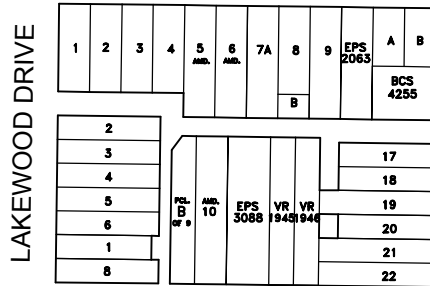 LAKEWOOD DRIVE
1 2 3 4 5 6 7A 8 9 EPS A B
AMD. AMD. 2063
B BCS
4255
2
3
4
5
6
1
8
PCL.
B
OF 9
AMD.
10
EPS
3088
VR
1945
VR
1946
17
18
19
20
21
22